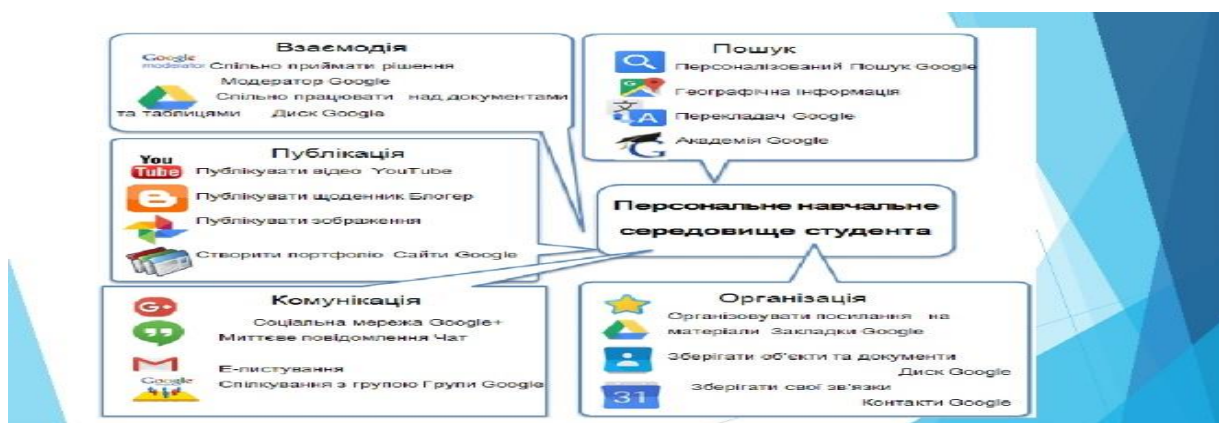 Взаємодія
Google
moderator Спільно приймати рішення
Модератор Google
Спільно працювати над документами
та таблицями Диск Google
Пошук
Персоналізований Пошук Google
Географічна інформація
Перекладач Google
Академія Google
Публікація
You
Tube Публікувати відео YouTube
Публікувати щоденник Блогер
Публікувати зображення
Створити портфоліо Сайти Google
Персональне навчальне
середовище студента
Комунікація
G+
Соціальна мережа Google+
Миттєве повідомлення Чат
Е-листування
Google
Спілкування з групою Групи Google
Організація
Організовувати посилання на
матеріали Закладки Google
Зберігати об'єкти та документи
Диск Google
31
Зберігати свої зв'язки
Контакти Google